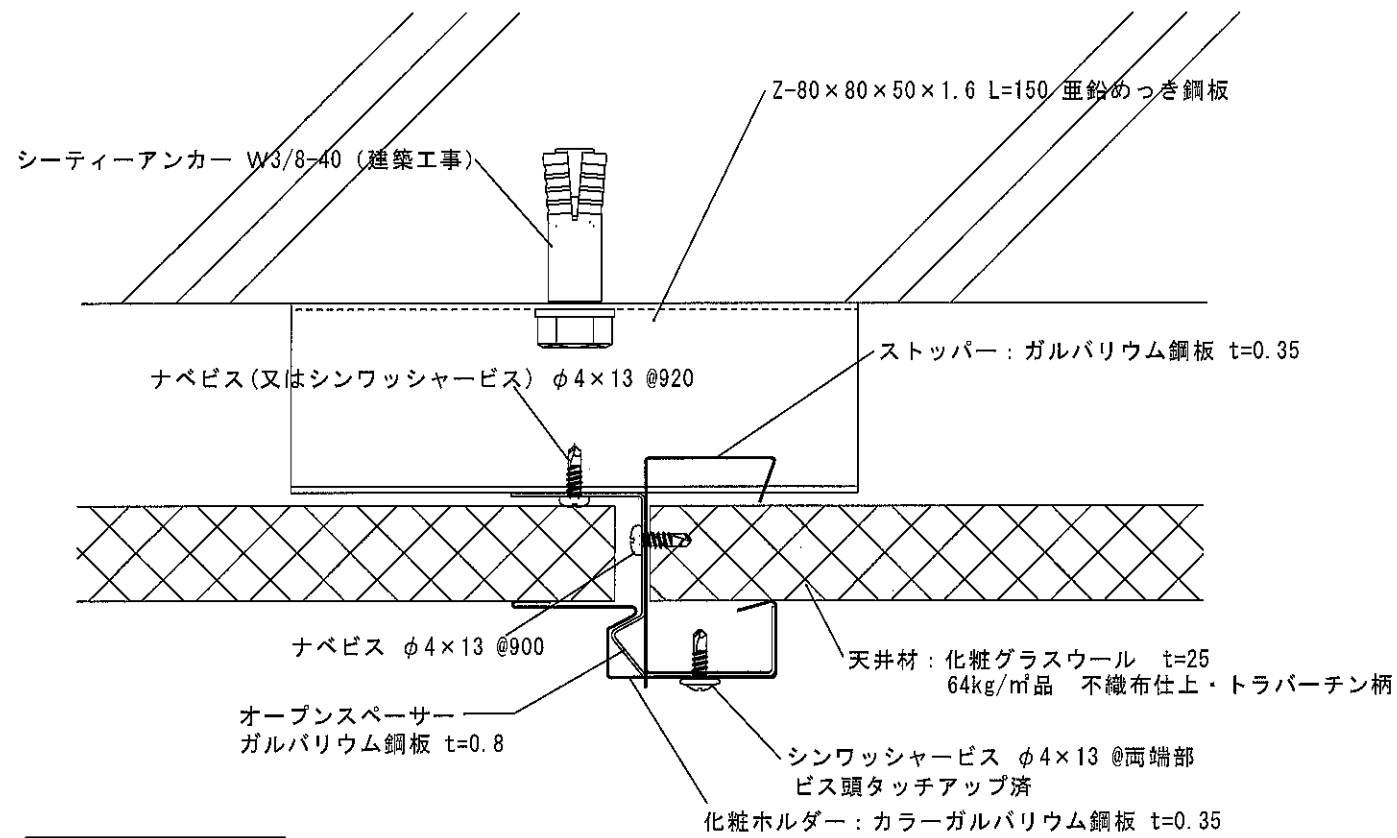 Z-80×80×50×1.6 L=150 亜鉛めっき鋼板
シーティーアンカー W3/8-40 (建築工事)
ストッパー：ガルバリウム鋼板 t=0.35
ナベビス(又はシンワッシャービス) φ4×13 @920
ナベビス φ4×13 @900
天井材：化粧グラスウール t=25
64kg/㎥品 不織布仕上・トラバーチン柄
オープンスペーサー
ガルバリウム鋼板 t=0.8
シンワッシャービス φ4×13 @両端部
ビス頭タッチアップ済
化粧ホルダー：カラーガルバリウム鋼板 t=0.35